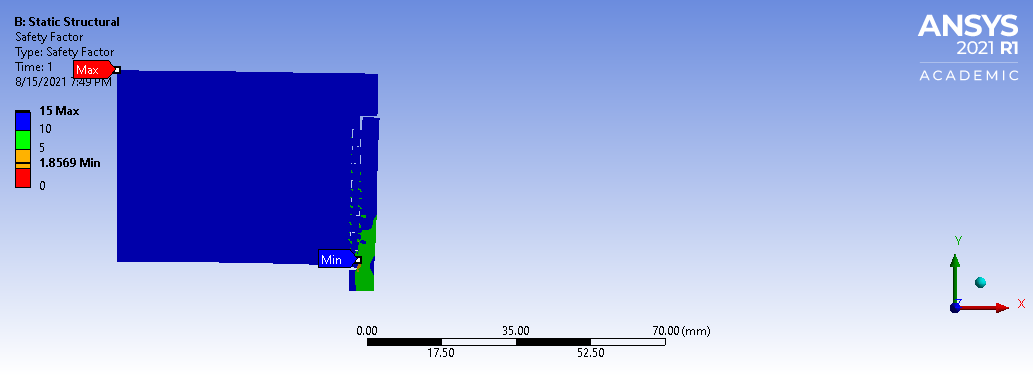 B: Static Structural
Safety Factor
Type: Safety Factor
Time: 1
8/15/2021 7:49 PM
Max
15 Max
10
5
1.8569 Min
0
Min
ANSYS
2021 R1
ACADEMIC
Y
X
Z
0.00 35.00 70.00 (mm)
17.50 52.50